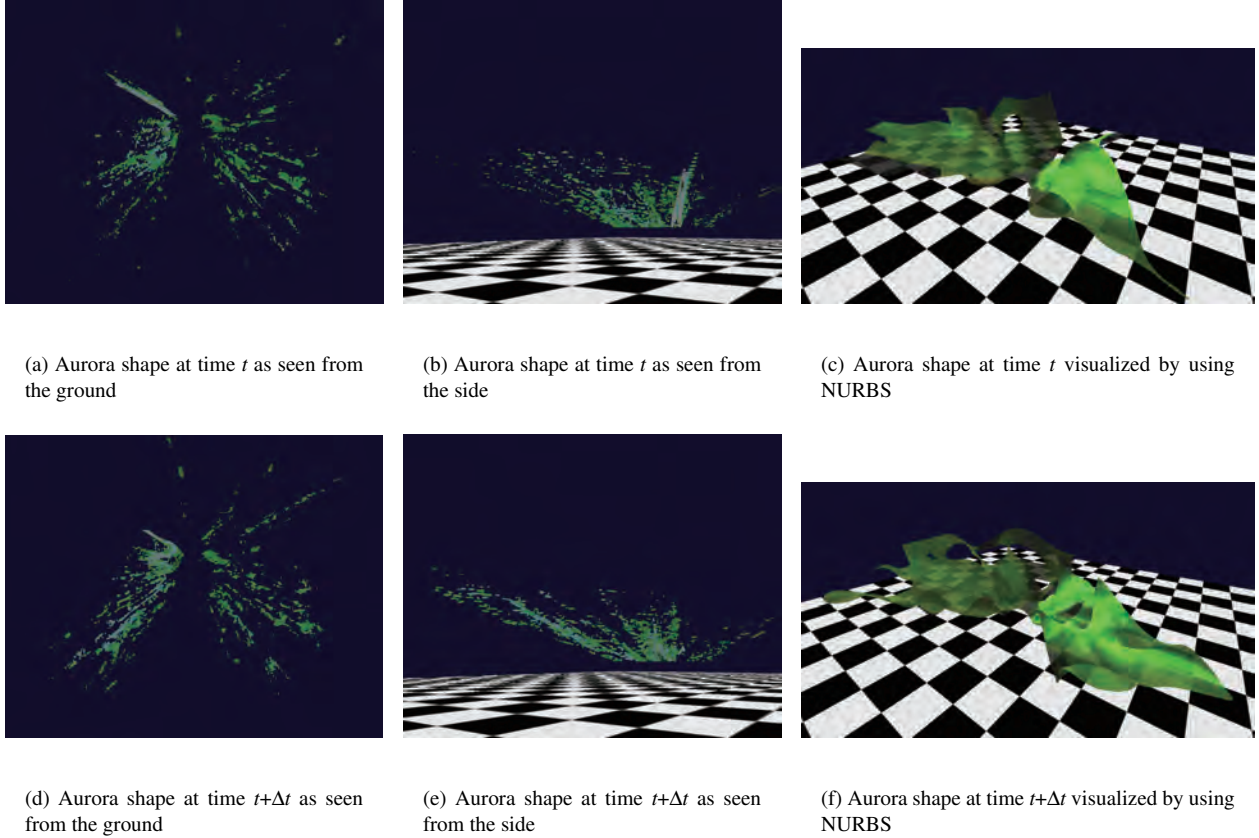 (a) Aurora shape at time t as seen from
the ground
(b) Aurora shape at time t as seen from
the side
(c) Aurora shape at time t visualized by using
NURBS
(d) Aurora shape at time t+Δt as seen
from the ground
(e) Aurora shape at time t+Δt as seen
from the side
(f) Aurora shape at time t+Δt visualized by using
NURBS